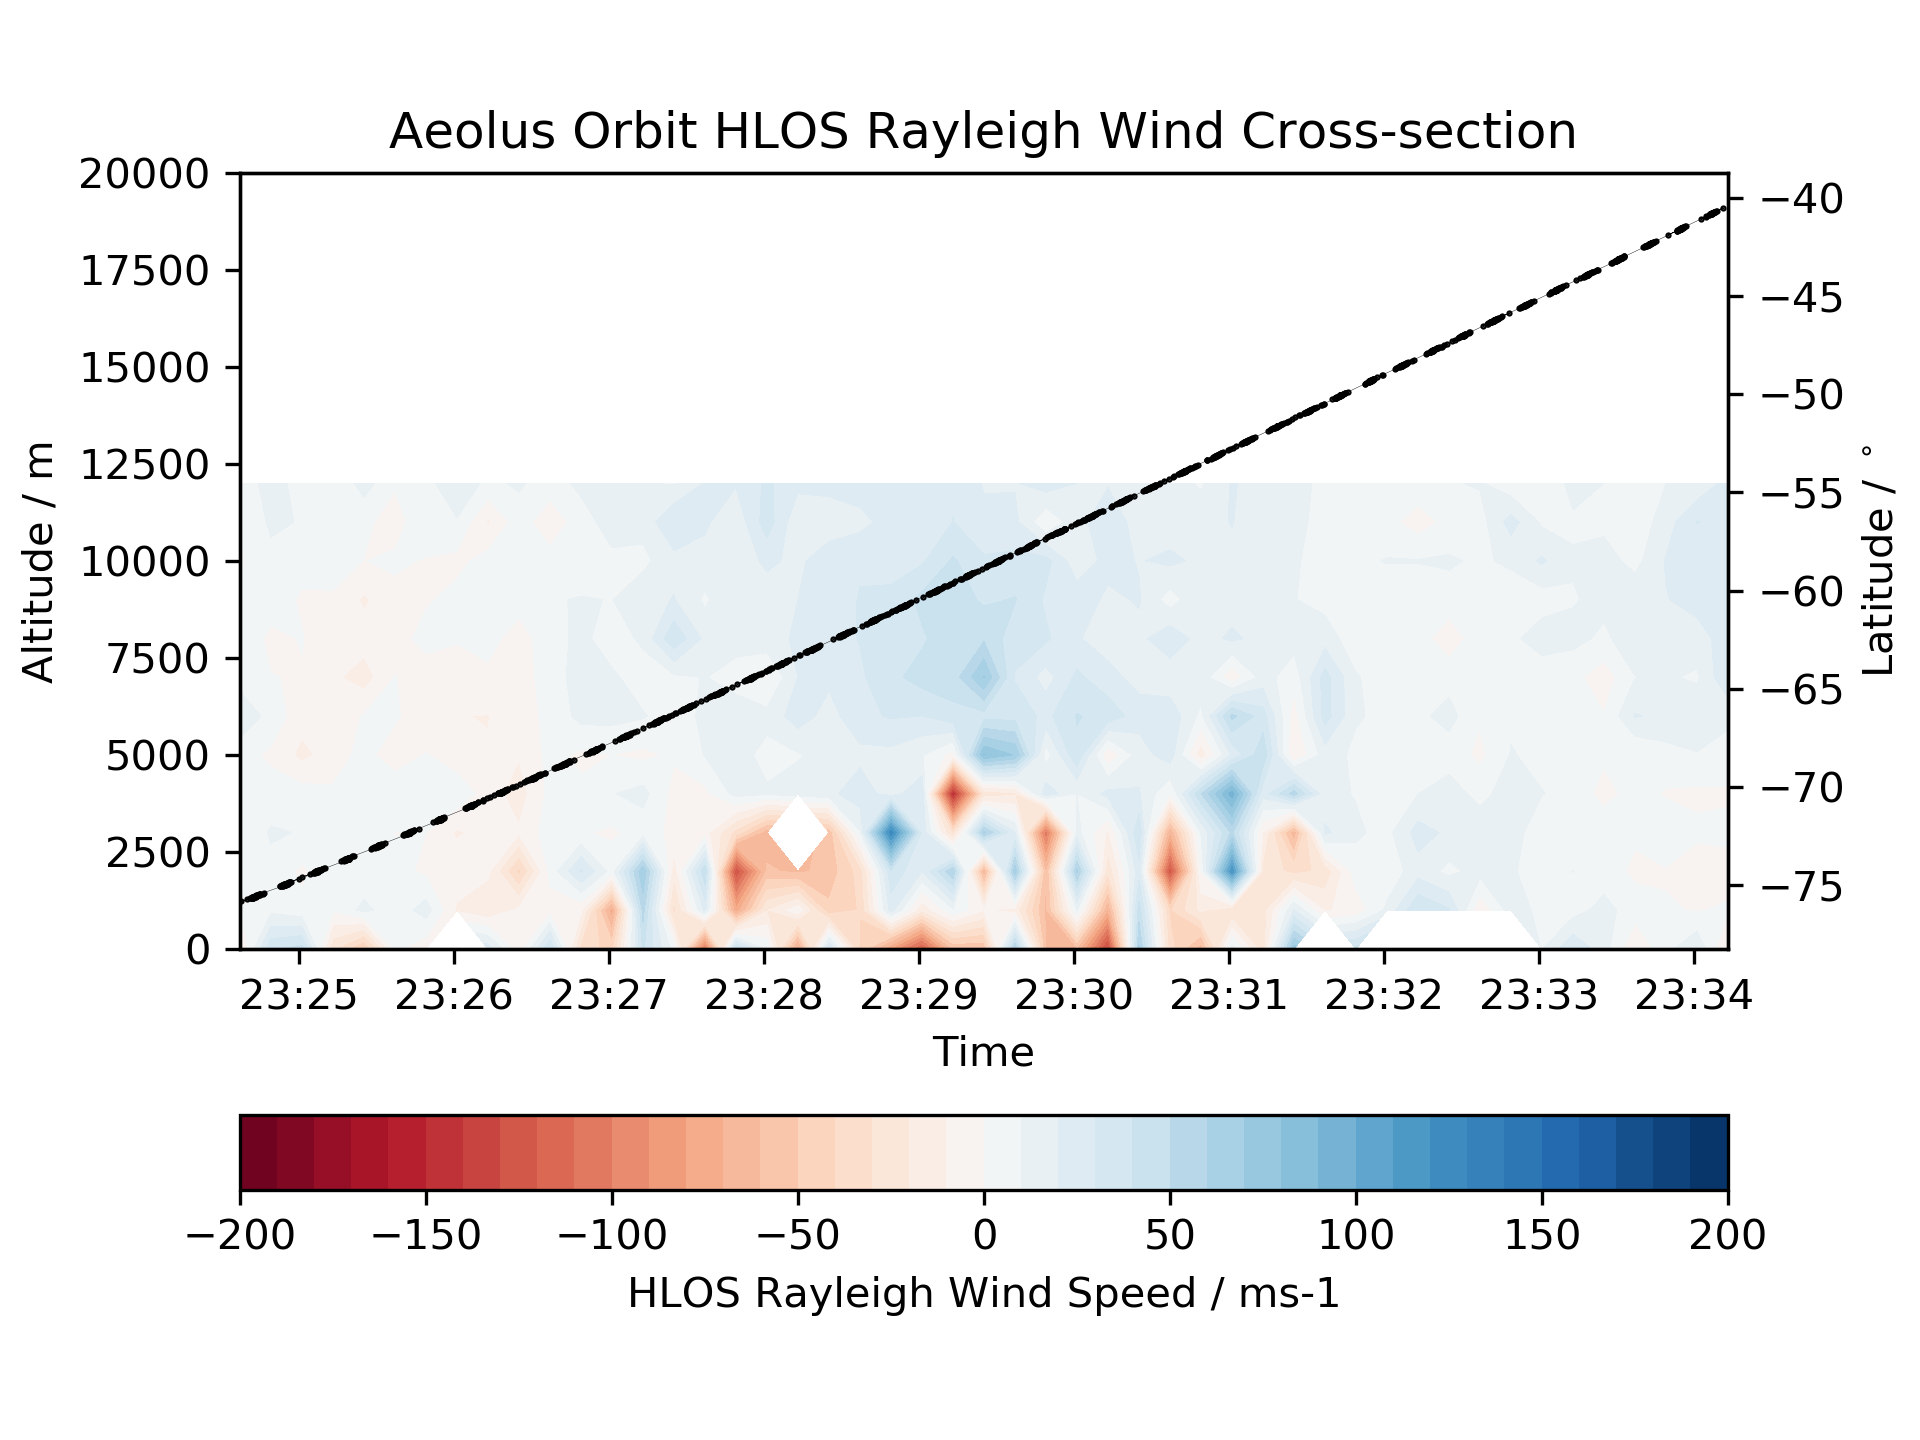 Aeolus Orbit HLOS Rayleigh Wind Cross-section
20000
17500
15000
12500
10000
7500
5000
2500
0
Altitude / m
−40
−45
−50
−55
−60
−65
−70
−75
Latitude / °
23:25 23:26 23:27 23:28 23:29 23:30 23:31 23:32 23:33 23:34
Time
−200 −150 −100 −50 0 50 100 150 200
HLOS Rayleigh Wind Speed / ms-1